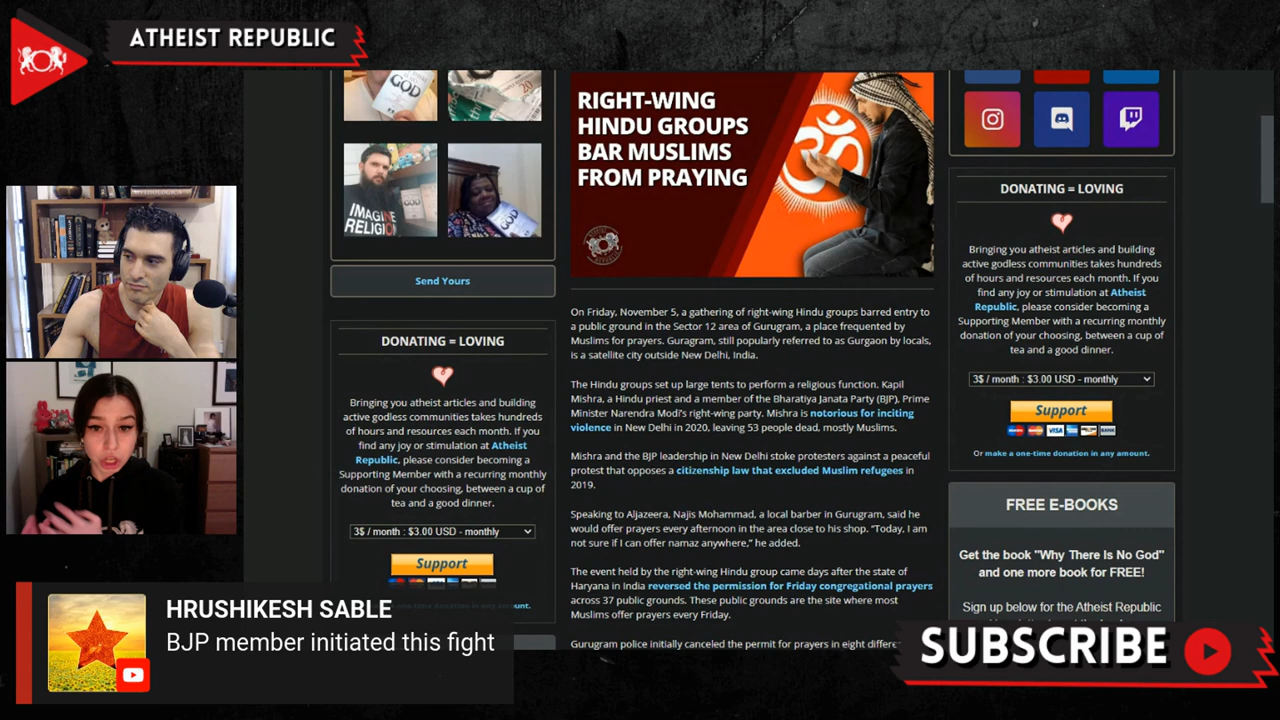 ATHEIST REPUBLIC
GOD
IMAGINE
RELIGION
GOD
Send Yours
DONATING = LOVING
Bringing you atheist articles and building
active godless communities takes hundreds
of hours and resources each month. If you
find any joy or stimulation at Atheist
Republic, please consider becoming a
Supporting Member with a recurring monthly
donation of your choosing, between a cup of
tea and a good dinner.
3$ / month : $3.00 USD - monthly
Support
one-time donation in any amount.
RIGHT-WING
HINDU GROUPS
BAR MUSLIMS
FROM PRAYING
On Friday, November 5, a gathering of right-wing Hindu groups barred entry to
a public ground in the Sector 12 area of Gurugram, a place frequented by
Muslims for prayers. Guragram, still popularly referred to as Gurgaon by locals,
is a satellite city outside New Delhi, India.
The Hindu groups set up large tents to perform a religious function. Kapil
Mishra, a Hindu priest and a member of the Bharatiya Janata Party (BJP), Prime
Minister Narendra Modi's right-wing party. Mishra is notorious for inciting
violence in New Delhi in 2020, leaving 53 people dead, mostly Muslims.
Mishra and the BJP leadership in New Delhi stoke protesters against a peaceful
protest that opposes a citizenship law that excluded Muslim refugees in
2019.
Speaking to Aljazeera, Najis Mohammad, a local barber in Gurugram, said he
would offer prayers every afternoon in the area close to his shop. "Today, I am
not sure if I can offer namaz anywhere," he added.
The event held by the right-wing Hindu group came days after the state of
Haryana in India reversed the permission for Friday congregational prayers
across 37 public grounds. These public grounds are the site where most
Muslims offer prayers every Friday.
Gurugram police initially canceled the permit for prayers in eight differe
DONATING = LOVING
Bringing you atheist articles and building
active godless communities takes hundreds
of hours and resources each month. If you
find any joy or stimulation at Atheist
Republic, please consider becoming a
Supporting Member with a recurring monthly
donation of your choosing, between a cup of
tea and a good dinner.
3$ / month : $3.00 USD - monthly
Support
VISA
BANK
Or make a one-time donation in any amount.
FREE E-BOOKS
Get the book "Why There Is No God"
and one more book for FREE!
Sign up below for the Atheist Republic
HRUSHIKESH SABLE
BJP member initiated this fight
SUBSCRIBE